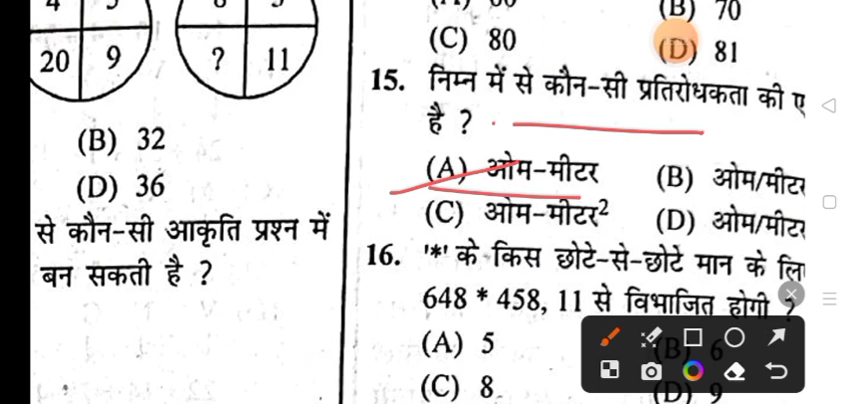 20 9
? 11
(B) 32
(D) 36
से कौन-सी आकृति प्रश्न में
बन सकती है ?
(B) 70
(C) 80 (D) 81
15. निम्न में से कौन-सी प्रतिरोधकता की
है ?
(A) ओम-मीटर (B) ओम/मीटर
(C) ओम-मीटर² (D) ओम/मीटर
16. '*' के किस छोटे-से-छोटे मान के
648 * 458, 11 से विभाजित होगी ?
(A) 5 (B) 6
(C) 8 (D) 9